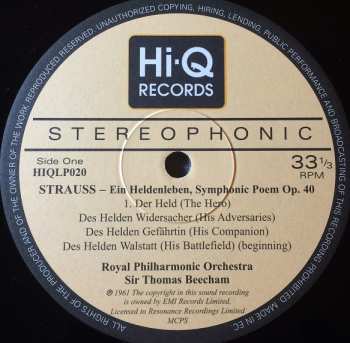 ALL RIGHTS OF THE PRODUCER AND OF THE OWNER OF THE WORK REPRODUCED RESERVED. UNAUTHORIZED COPYING, HIRING, LENDING, PUBLIC PERFORMANCE AND BROADCASTING OF THIS RECORDING PROHIBITED. MADE IN EC
Hi-Q
RECORDS
STEREOPHONIC
Side One
HIQLP020
33 1/3
RPM
STRAUSS – Ein Heldenleben, Symphonic Poem Op. 40
1. Der Held (The Hero)
Des Helden Widersacher (His Adversaries)
Des Helden Gefährtin (His Companion)
Des Helden Walstatt (His Battlefield) (beginning)
Royal Philharmonic Orchestra
Sir Thomas Beecham
℗ 1961 The copyright in this sound recording
is owned by EMI Records Limited.
Licensed to Resonance Recordings Limited
MCPS